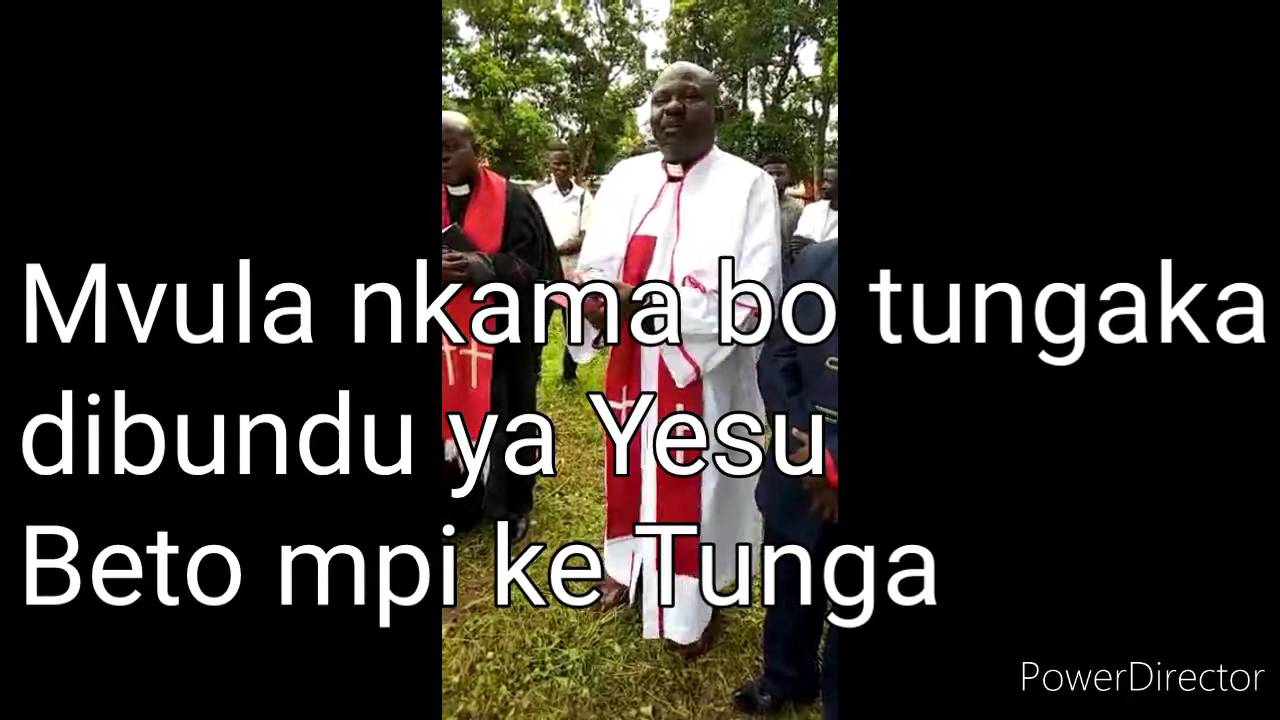 Mvula nkama bo tungaka
dibundu ya Yesu
Beto mpi ke Tunga
PowerDirector